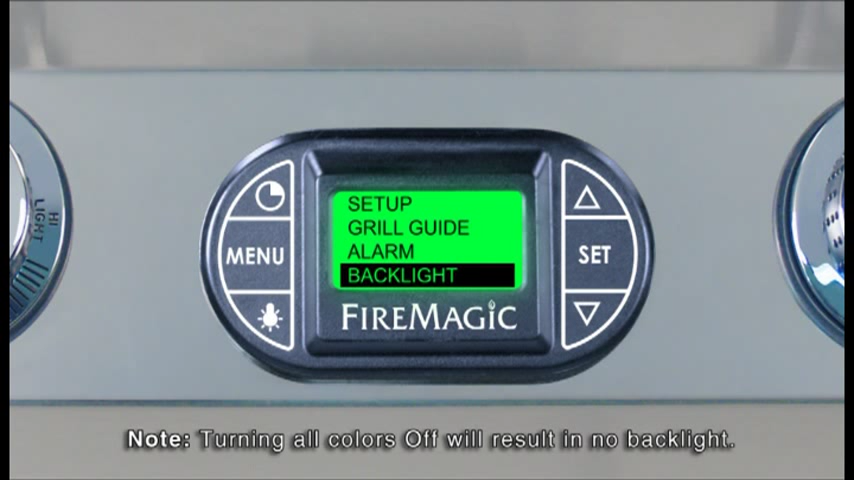 HI
LIGHT
SETUP
GRILL GUIDE
ALARM
BACKLIGHT
MENU
SET
FIREMAGIC
Note: Turning all colors Off will result in no backlight.